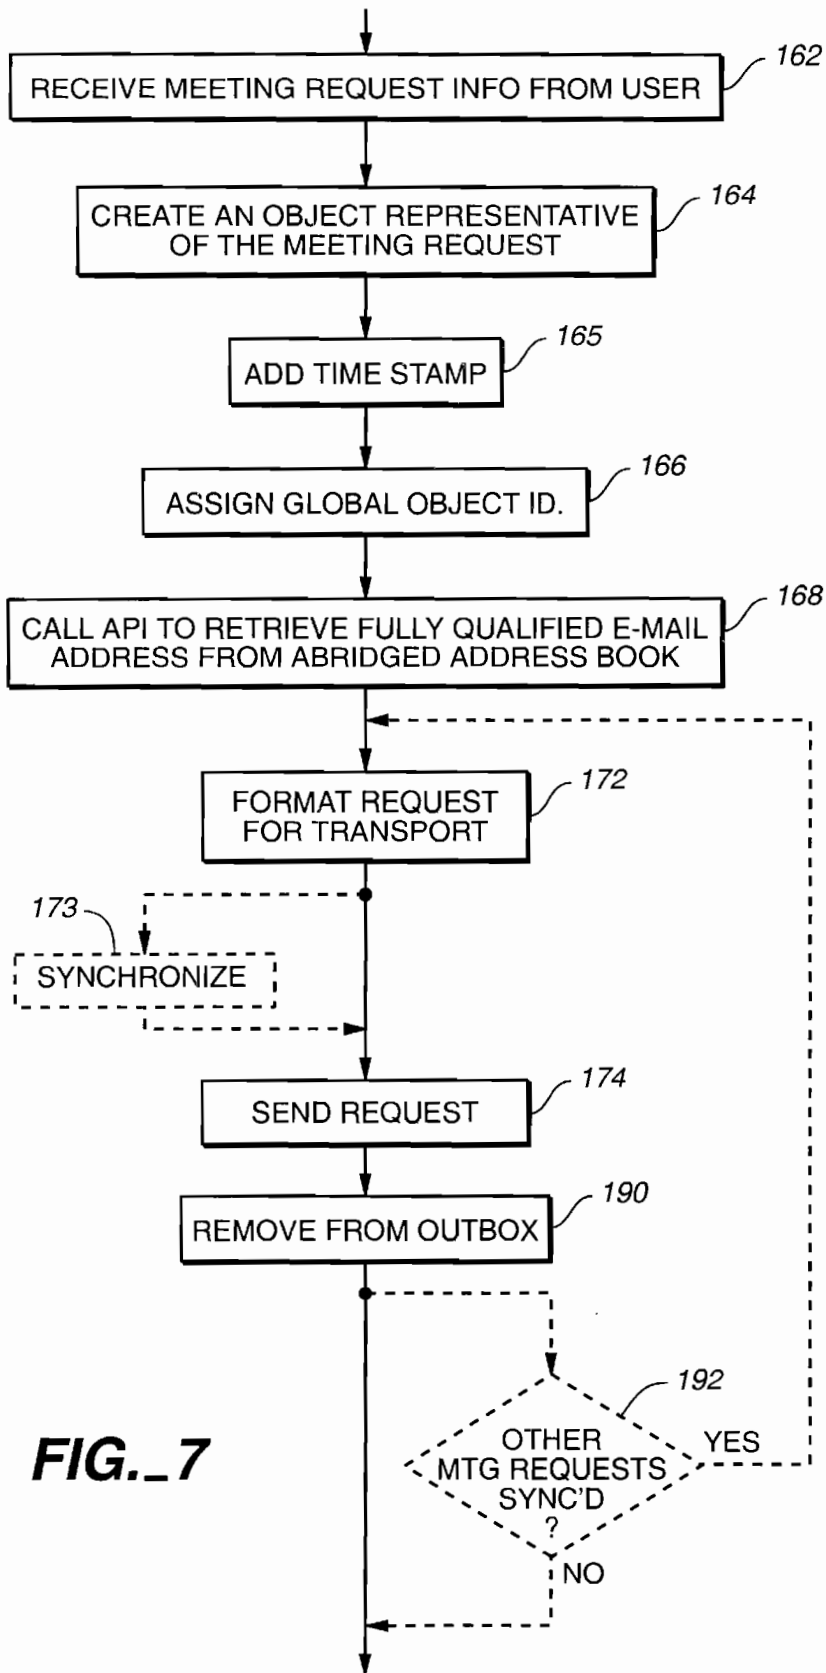 162
RECEIVE MEETING REQUEST INFO FROM USER
164
CREATE AN OBJECT REPRESENTATIVE
OF THE MEETING REQUEST
165
ADD TIME STAMP
166
ASSIGN GLOBAL OBJECT ID.
168
CALL API TO RETRIEVE FULLY QUALIFIED E-MAIL
ADDRESS FROM ABRIDGED ADDRESS BOOK
172
FORMAT REQUEST
FOR TRANSPORT
173
SYNCHRONIZE
174
SEND REQUEST
190
REMOVE FROM OUTBOX
192
OTHER
MTG REQUESTS
SYNC'D
?
YES
NO
FIG._7